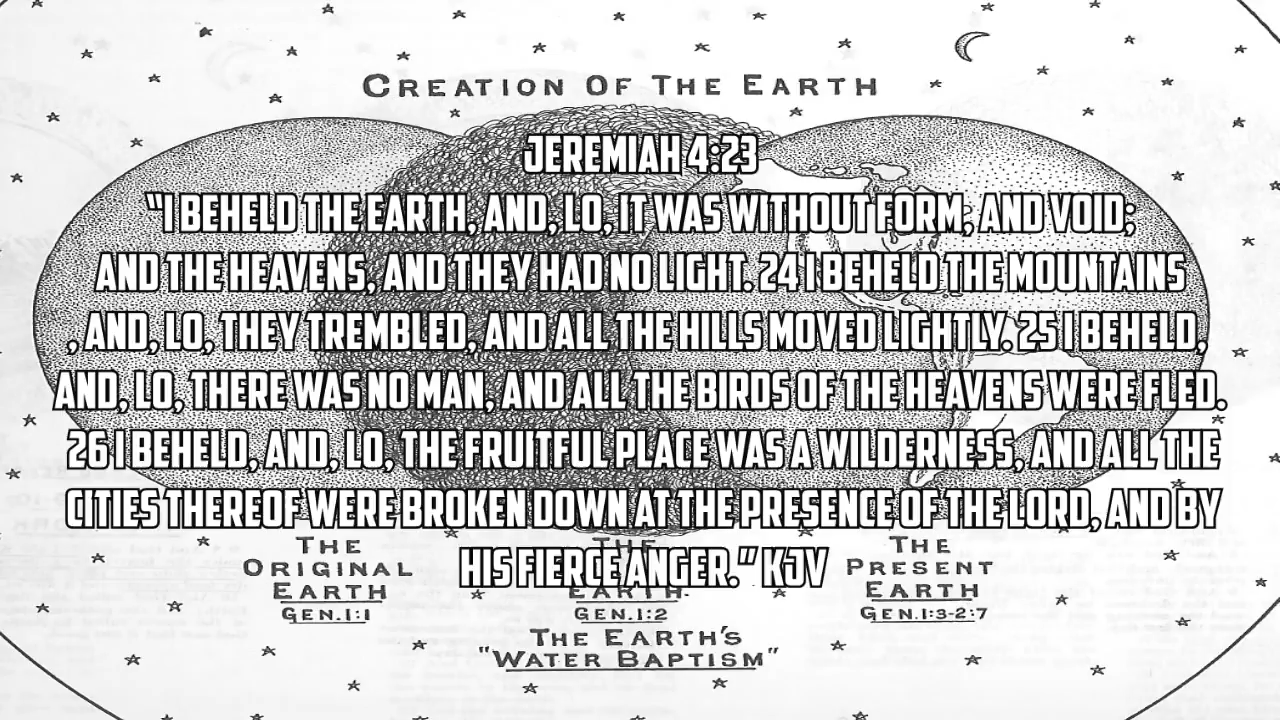 CREATION OF THE EARTH
JEREMIAH 4:23
“I BEHELD THE EARTH, AND, LO, IT WAS WITHOUT FORM, AND VOID;
AND THE HEAVENS, AND THEY HAD NO LIGHT. 24 I BEHELD THE MOUNTAINS
, AND, LO, THEY TREMBLED, AND ALL THE HILLS MOVED LIGHTLY. 25 I BEHELD,
AND, LO, THERE WAS NO MAN, AND ALL THE BIRDS OF THE HEAVENS WERE FLED.
26 I BEHELD, AND, LO, THE FRUITFUL PLACE WAS A WILDERNESS, AND ALL THE
CITIES THEREOF WERE BROKEN DOWN AT THE PRESENCE OF THE LORD, AND BY
HIS FIERCE ANGER.” KJV
THE
ORIGINAL
EARTH
GEN.1:1
THE
EARTH
GEN.1:2
THE EARTH'S
"WATER BAPTISM"
THE
PRESENT
EARTH
GEN.1:3-2:7